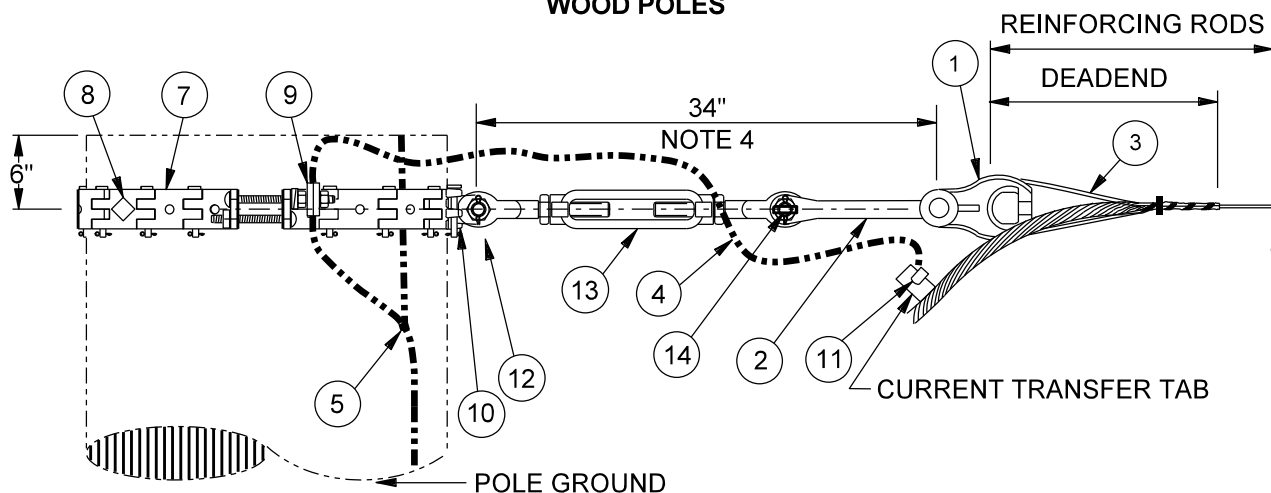 WOOD POLES
REINFORCING RODS
1
DEADEND
8
7
9
34"
NOTE 4
3
6"
13
4
14
2
11
12
10
5
CURRENT TRANSFER TAB
POLE GROUND